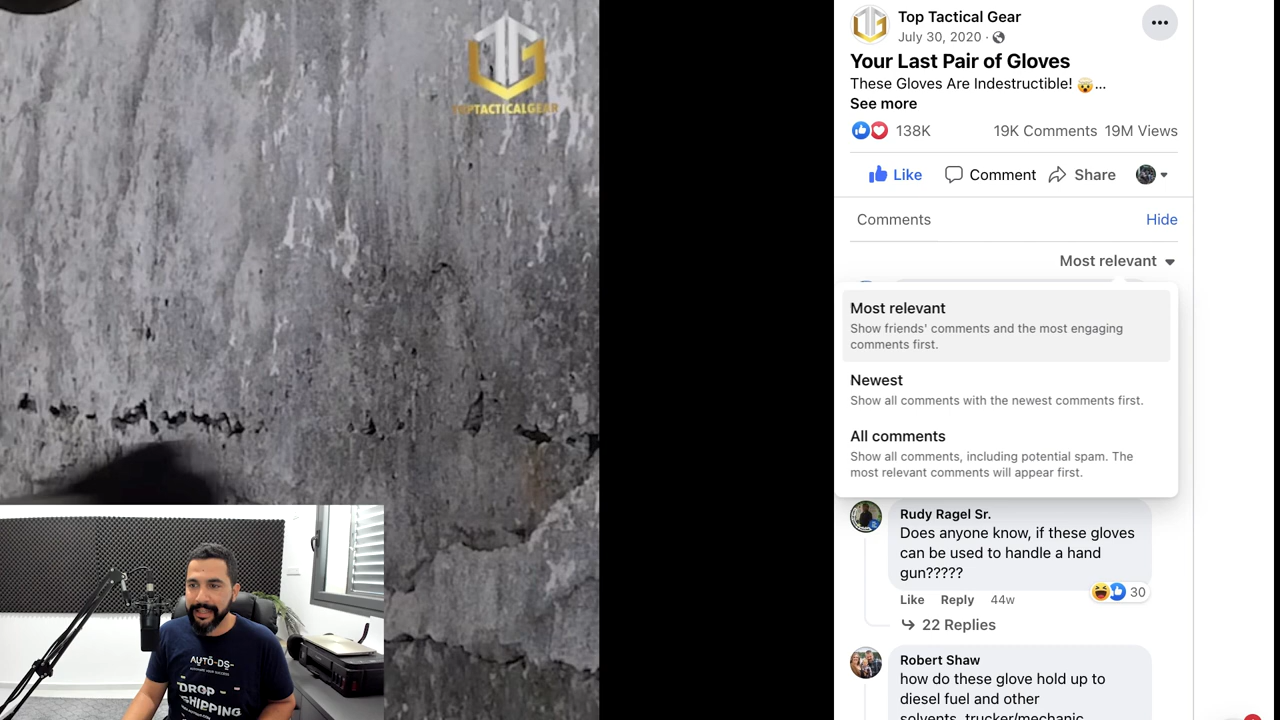 TOPTACTICALGEAR
Top Tactical Gear
July 30, 2020 ·
Your Last Pair of Gloves
These Gloves Are Indestructible! 🤯...
See more
138K
19K Comments 19M Views
Like
Comment
Share
Comments
Hide
Most relevant
Most relevant
Show friends' comments and the most engaging
comments first.
Newest
Show all comments with the newest comments first.
All comments
Show all comments, including potential spam. The
most relevant comments will appear first.
Rudy Ragel Sr.
Does anyone know, if these gloves
can be used to handle a hand
gun?????
30
Like Reply 44w
22 Replies
Robert Shaw
how do these glove hold up to
diesel fuel and other
solvents, trucker/mechanic
AUTO-DS-
DROP
SHIPPING